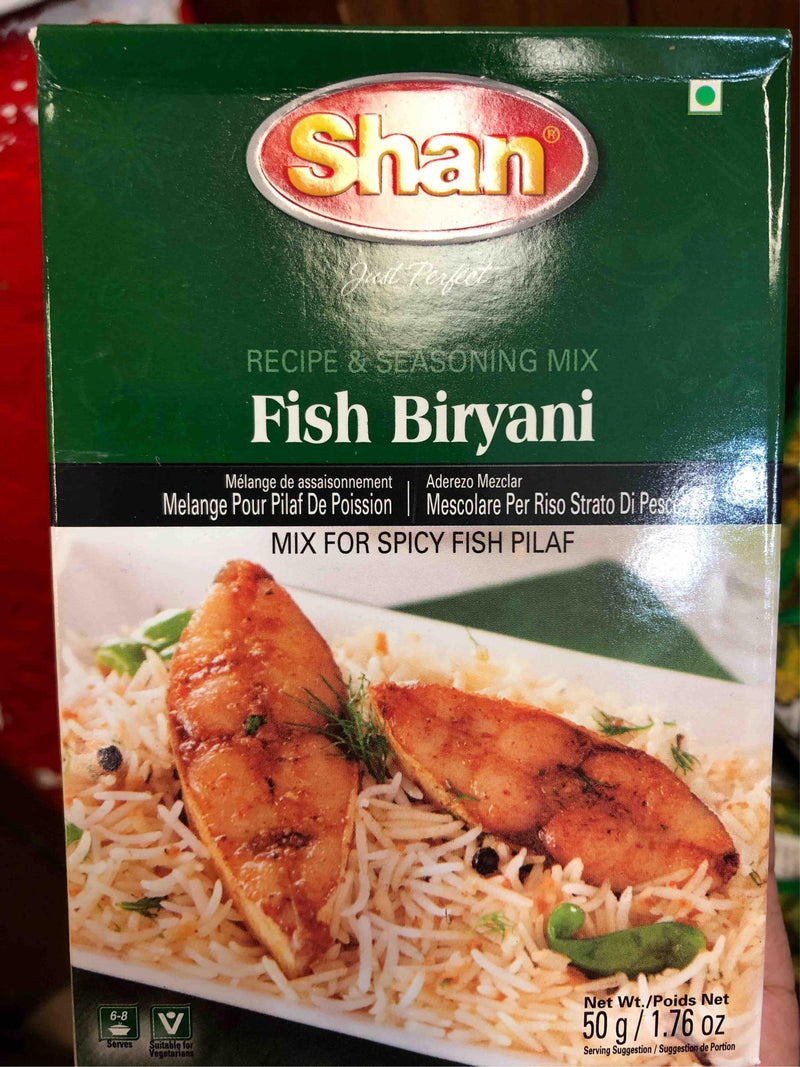 Shan®
Just Perfect
RECIPE & SEASONING MIX
Fish Biryani
Mélange de assaisonnement
Melange Pour Pilaf De Poission
Aderezo Mezclar
Mescolare Per Riso Strato Di
MIX FOR SPICY FISH PILAF
6-8
Serves
V
Suitable for
Vegetarians
Net Wt./Poids Net
50 g / 1.76 oz
Serving Suggestion / Suggestion de Portion